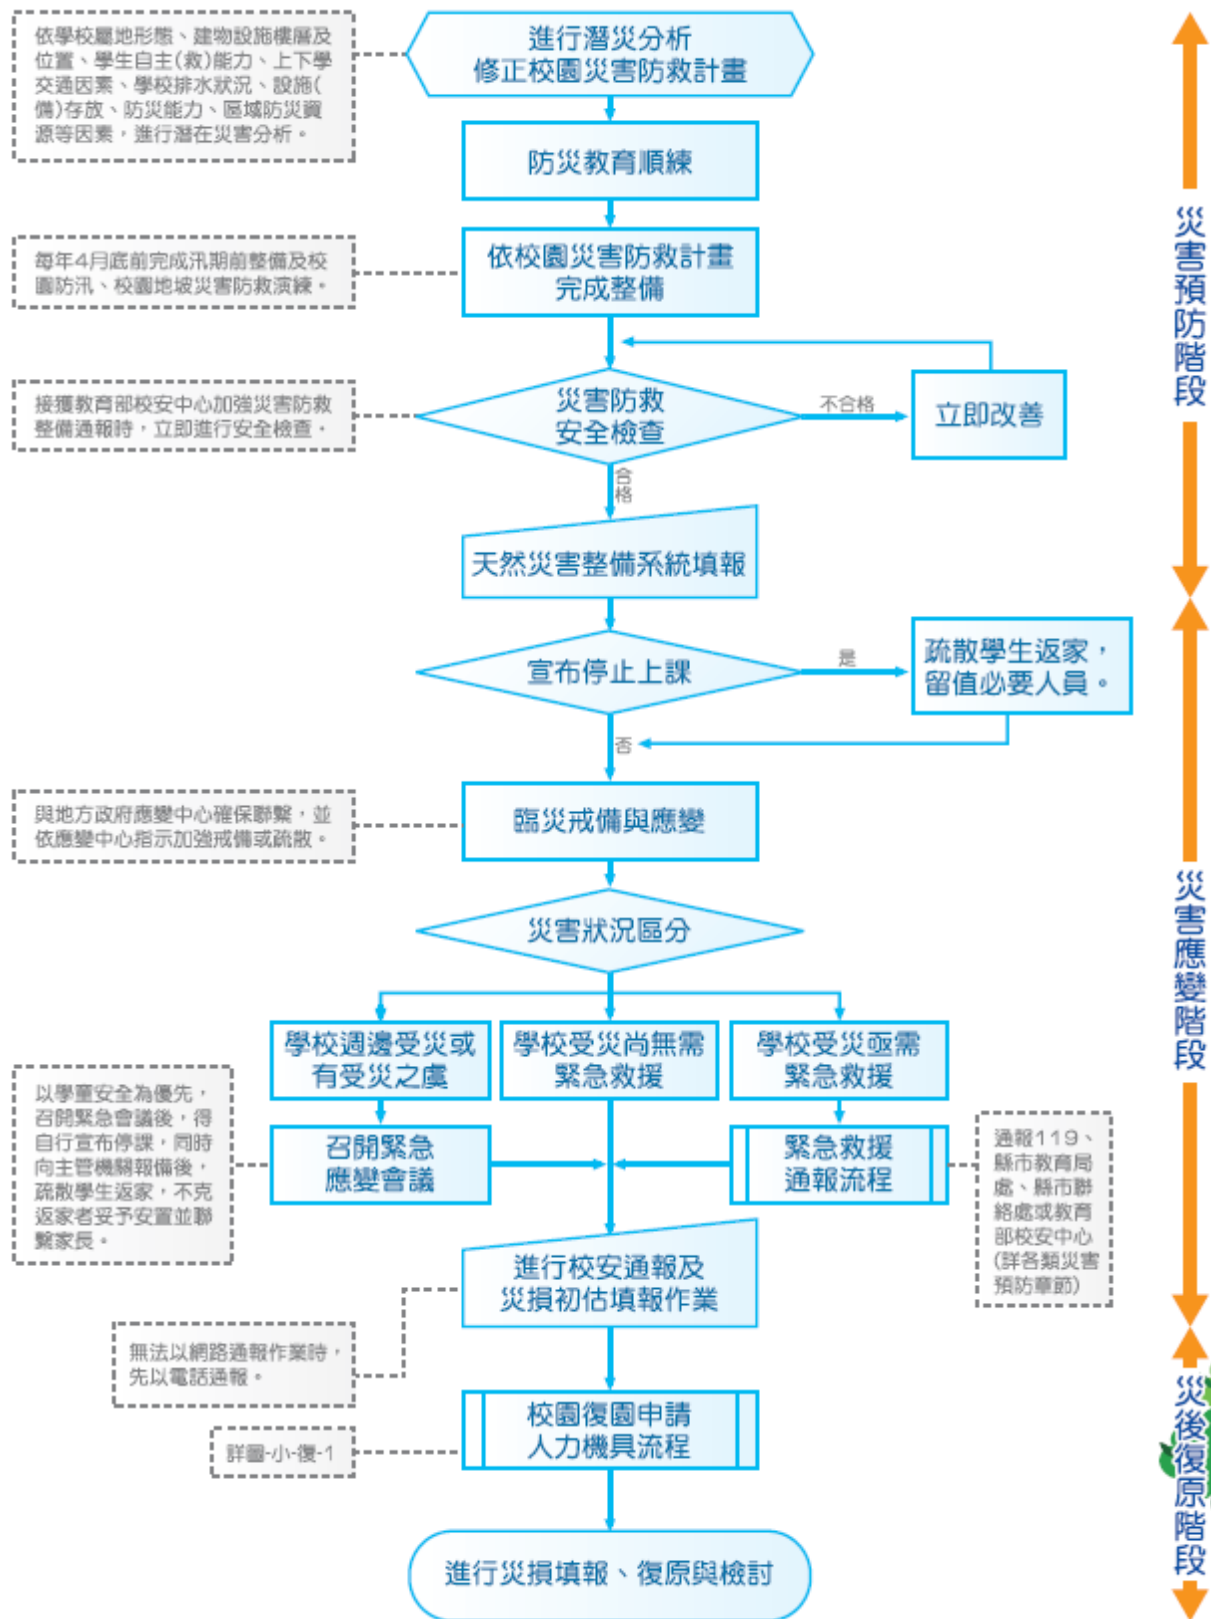 依學校屬地形態、建物設施樓層及
位置、學生自主(救)能力、上下學
交通因素、學校排水狀況、設施(
備)存放、防災能力、區域防災資
源等因素，進行潛在災害分析。
進行潛災分析
修正校園災害防救計畫
防災教育順練
每年4月底前完成汛期前整備及校
園防汛、校園地坡災害防救演練。
依校園災害防救計畫
完成整備
災害預防階段
接獲教育部校安中心加強災害防救
整備通報時，立即進行安全檢查。
災害防救
安全檢查
不合格
立即改善
合格
天然災害整備系統填報
宣布停止上課
是
疏散學生返家，
留值必要人員。
否
與地方政府應變中心確保聯繫，並
依應變中心指示加強戒備或疏散。
臨災戒備與應變
災害應變階段
災害狀況區分
學校週邊受災或
有受災之虞
學校受災尚無需
緊急救援
學校受災亟需
緊急救援
以學童安全為優先，
召開緊急會議後，得
自行宣布停課，同時
向主管機關報備後，
疏散學生返家，不克
返家者妥予安置並聯
繫家長。
召開緊急
應變會議
緊急救援
通報流程
通報119、
縣市教育局
處、縣市聯
絡處或教育
部校安中心
(詳各類災害
預防章節)
進行校安通報及
災損初估填報作業
無法以網路通報作業時，
先以電話通報。
校園復園申請
人力機具流程
詳圖-小-復-1
災後復原階段
進行災損填報、復原與檢討